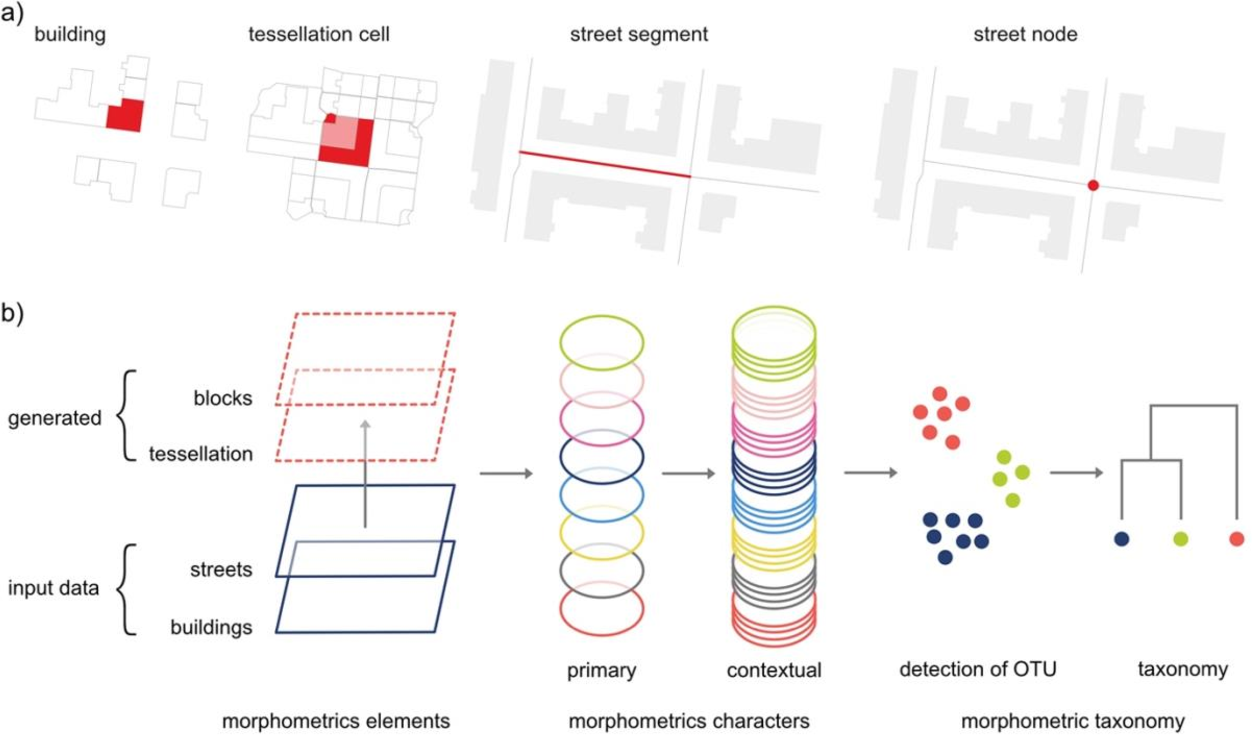 a)
building
tessellation cell
street segment
street node
b)
generated
blocks
tessellation
input data
streets
buildings
primary
contextual
detection of OTU
taxonomy
morphometrics elements
morphometrics characters
morphometric taxonomy